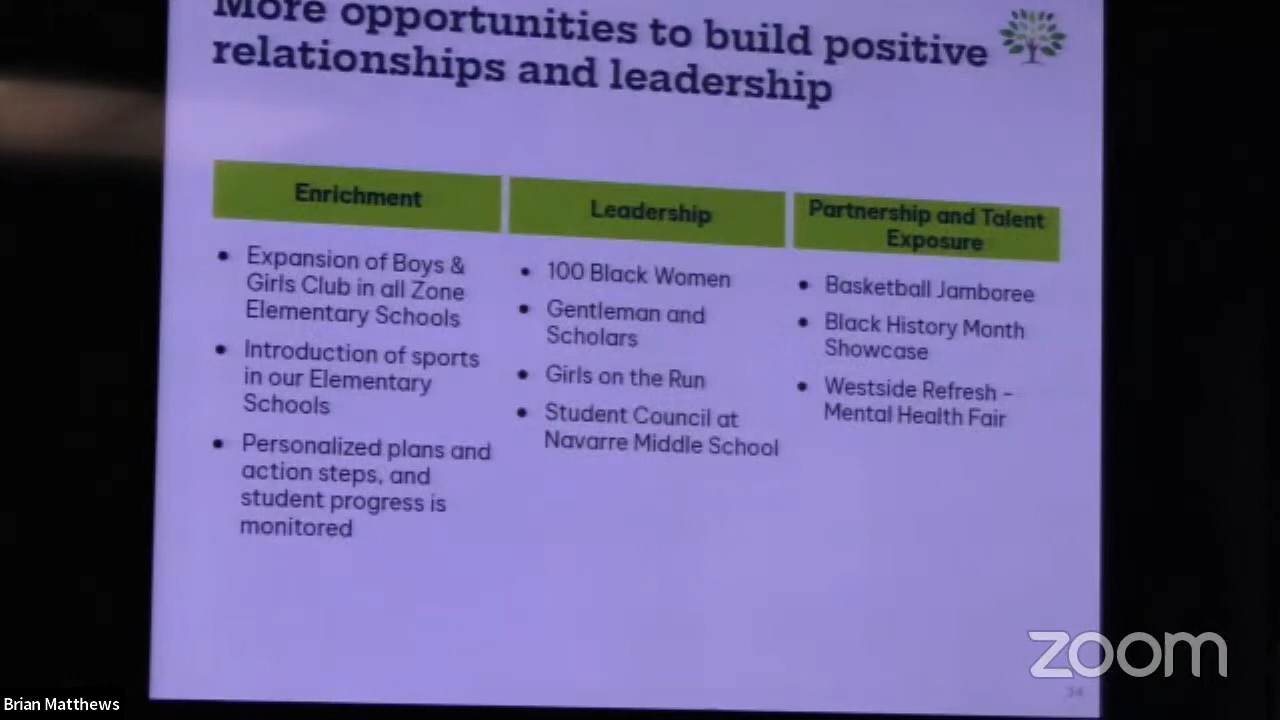 More opportunities to build positive
relationships and leadership
Enrichment
Expansion of Boys &
Girls Club in all Zone
Elementary Schools
Introduction of sports
in our Elementary
Schools
Personalized plans and
action steps, and
student progress is
monitored
Leadership
100 Black Women
Gentleman and
Scholars
Girls on the Run
Student Council at
Navarre Middle School
Partnership and Talent
Exposure
Basketball Jamboree
Black History Month
Showcase
Westside Refresh –
Mental Health Fair
34
zoom
Brian Matthews